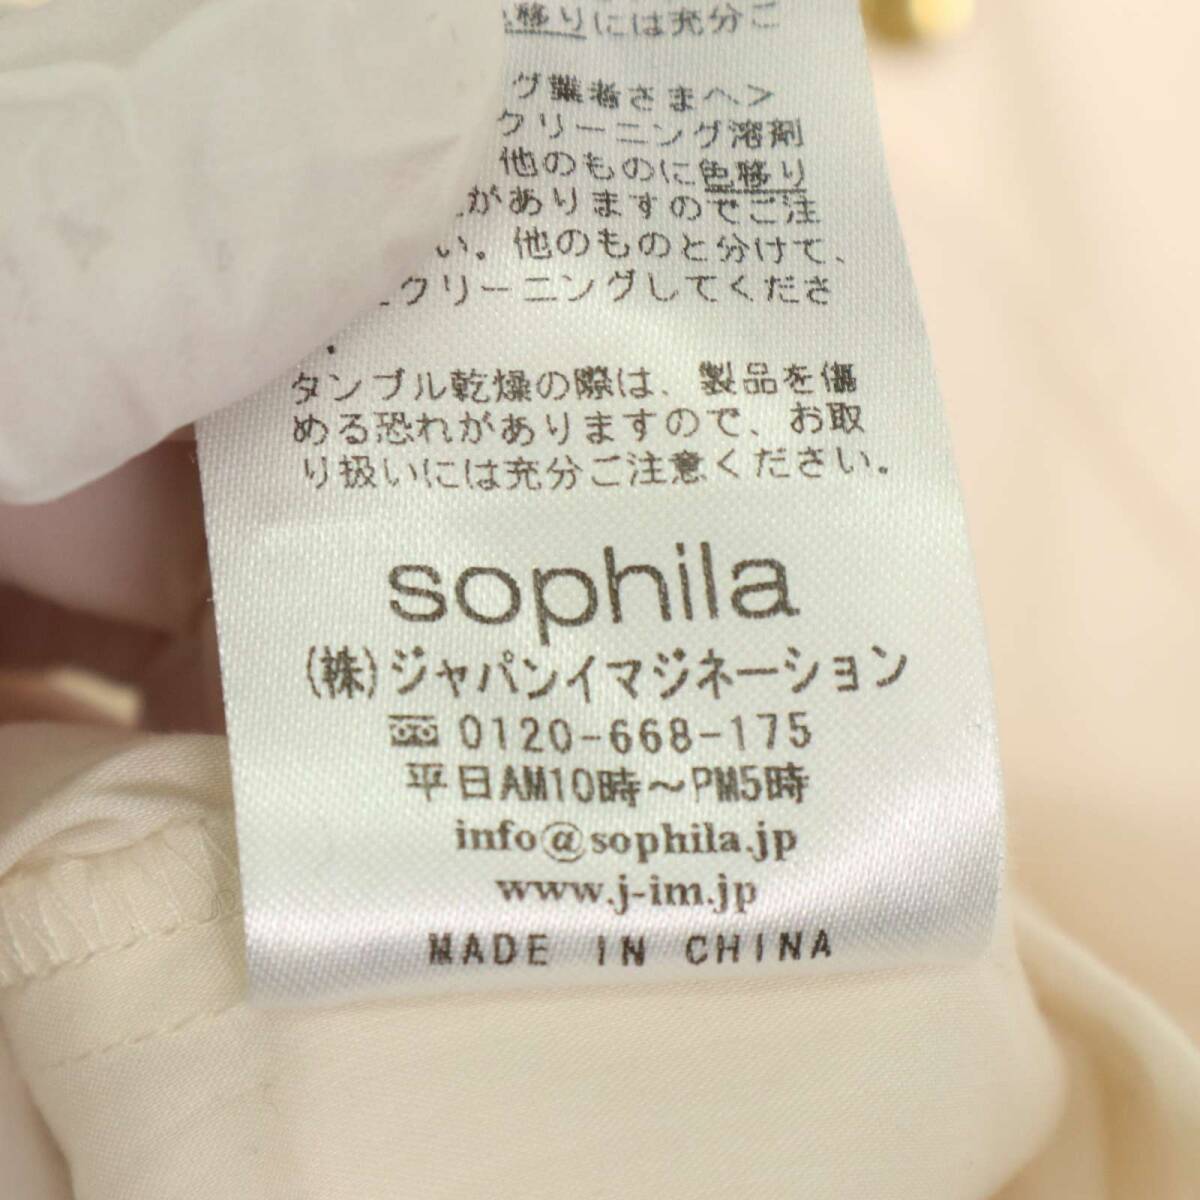 色移りには充分ご
グ業者さまへ>
クリーニング溶剤
他のものに色移り
がありますのでご注
い。他のものと分けて、
クリーニングしてくださ
タンブル乾燥の際は、製品を傷
める恐れがありますので、お取
り扱いには充分ご注意ください。
sophila
(株)ジャパンイマジネーション
0120-668-175
平日AM10時～PM5時
info@sophila.jp
www.j-im.jp
MADE IN CHINA